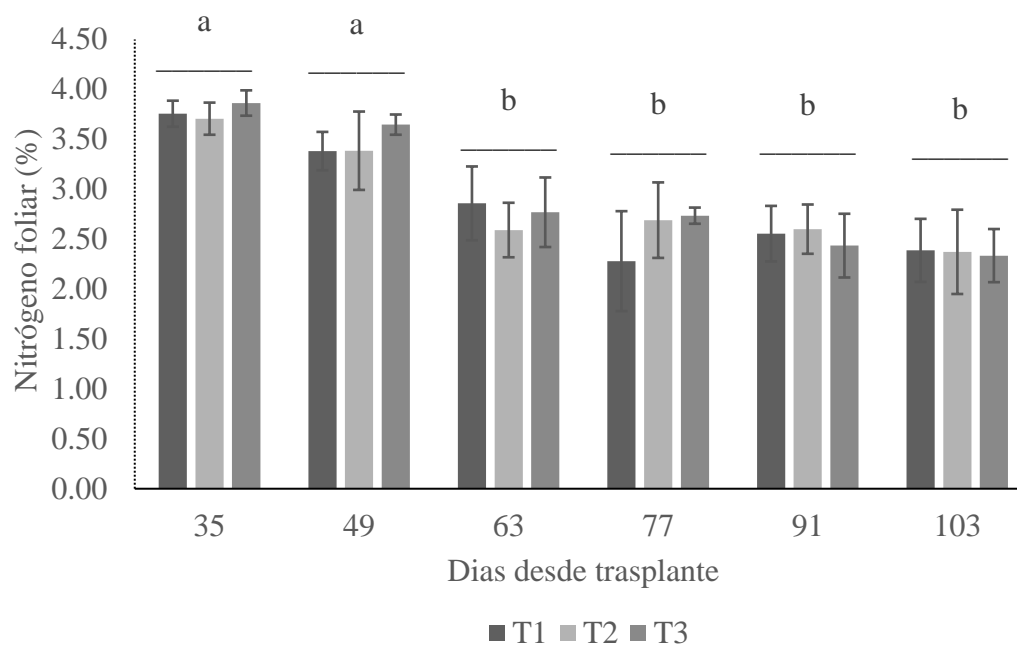 a a
b b b b
4.50
4.00
3.50
3.00
2.50
2.00
1.50
1.00
0.50
0.00
Nitrógeno foliar (%)
35 49 63 77 91 103
Dias desde trasplante
T1 T2 T3